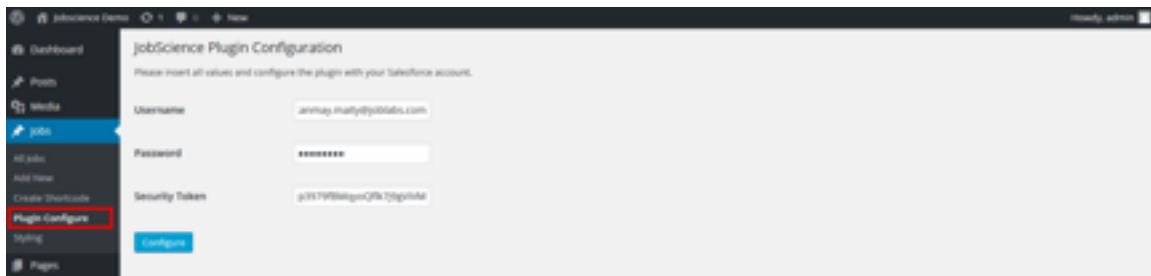 Jobscience Demo 1 0 New Howdy, admin
Dashboard
Posts
Media
Jobs
All Jobs
Add New
Create Shortcode
Plugin Configure
Styling
Pages
JobScience Plugin Configuration
Please insert all values and configure the plugin with your Salesforce account.
Username
Password
Security Token
Configure